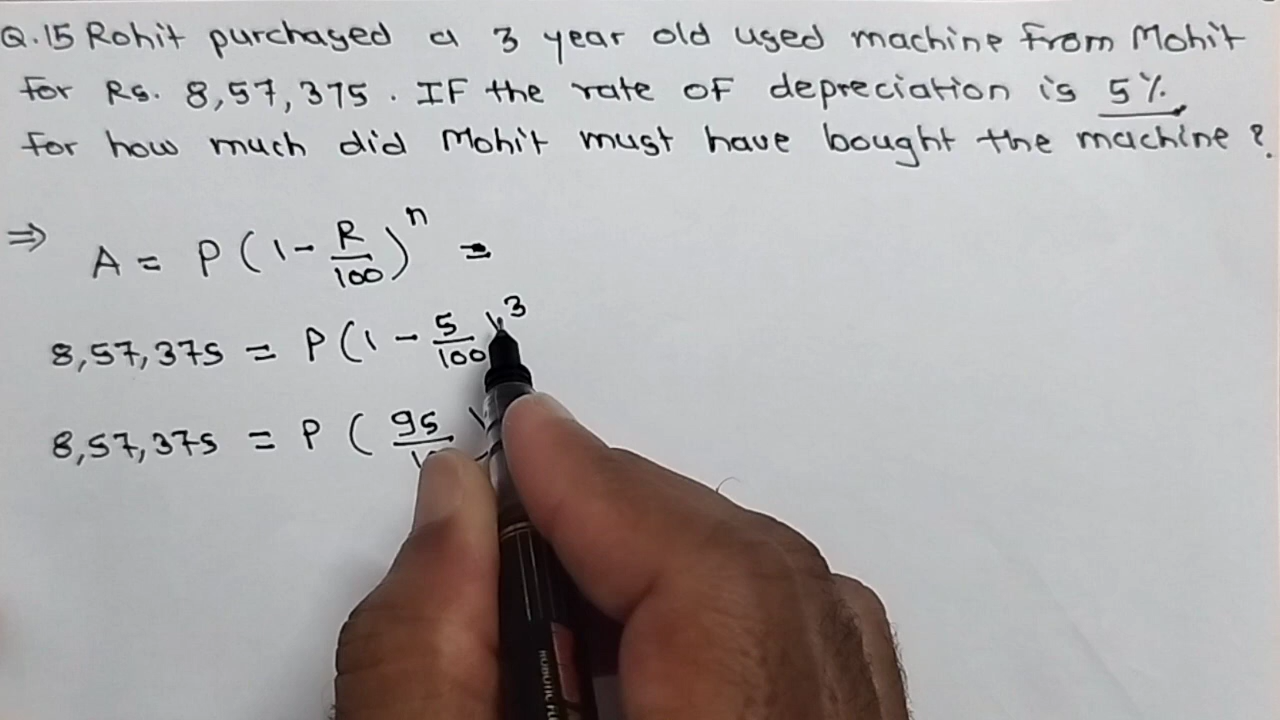 Q.15 Rohit purchased a 3 year old used machine from Mohit
for Rs. 8,57,375. IF the rate of depreciation is 5%.
For how much did Mohit must have bought the machine?
⇒ A = P(1 - R/100)^n =
8,57,375 = P(1 - 5/100)^3
8,57,375 = P(95/